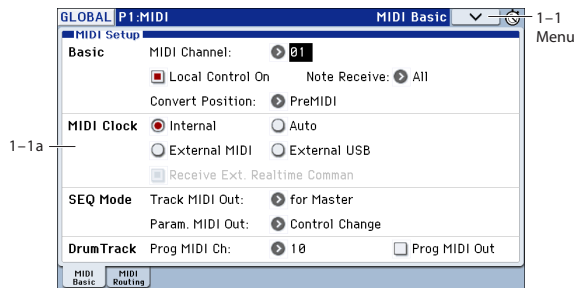 GLOBAL P1:MIDI MIDI Basic
1–1
Menu
MIDI Setup
Basic MIDI Channel: 01
Local Control On Note Receive: All
Convert Position: PreMIDI
MIDI Clock Internal Auto
1–1a
External MIDI External USB
Receive Ext. Realtime Comman
SEQ Mode Track MIDI Out: for Master
Param. MIDI Out: Control Change
DrumTrack Prog MIDI Ch: 10 Prog MIDI Out
MIDI Basic MIDI Routing